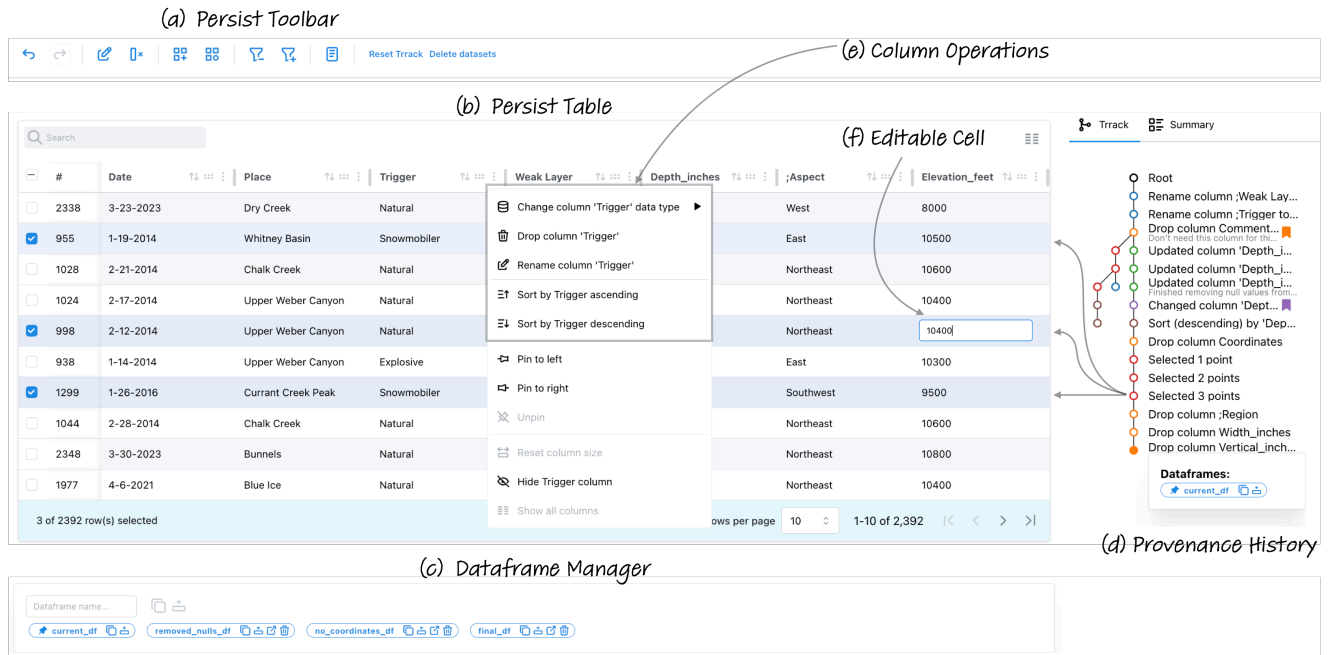 (a) Persist Toolbar
Reset Trrack Delete datasets
(e) Column Operations
(b) Persist Table
(f) Editable Cell
Search
Trrack Summary
# Date Place Trigger Weak Layer Depth_inches ;Aspect Elevation_feet
2338 3-23-2023 Dry Creek Natural West 8000
955 1-19-2014 Whitney Basin Snowmobiler East 10500
1028 2-21-2014 Chalk Creek Natural Northeast 10600
1024 2-17-2014 Upper Weber Canyon Natural Northeast 10400
998 2-12-2014 Upper Weber Canyon Natural Northeast 10400
938 1-14-2014 Upper Weber Canyon Explosive East 10300
1299 1-26-2016 Currant Creek Peak Snowmobiler Southwest 9500
1044 2-28-2014 Chalk Creek Natural Northeast 10600
2348 3-30-2023 Bunnels Natural Northeast 10800
1977 4-6-2021 Blue Ice Natural Northeast 10400
3 of 2392 row(s) selected
ows per page 10 1-10 of 2,392
Change column 'Trigger' data type
Drop column 'Trigger'
Rename column 'Trigger'
Sort by Trigger ascending
Sort by Trigger descending
Pin to left
Pin to right
Unpin
Reset column size
Hide Trigger column
Show all columns
Root
Rename column ;Weak Lay...
Rename column ;Trigger to...
Drop column Comment...
Don't need this column for thi...
Updated column 'Depth_i...
Updated column 'Depth_i...
Updated column 'Depth_i...
Finished removing null values from...
Changed column 'Dept...
Sort (descending) by 'Dep...
Drop column Coordinates
Selected 1 point
Selected 2 points
Selected 3 points
Drop column ;Region
Drop column Width_inches
Drop column Vertical_inch...
Dataframes:
current_df
(d) Provenance History
(c) Dataframe Manager
Dataframe name...
current_df removed_nulls_df no_coordinates_df final_df